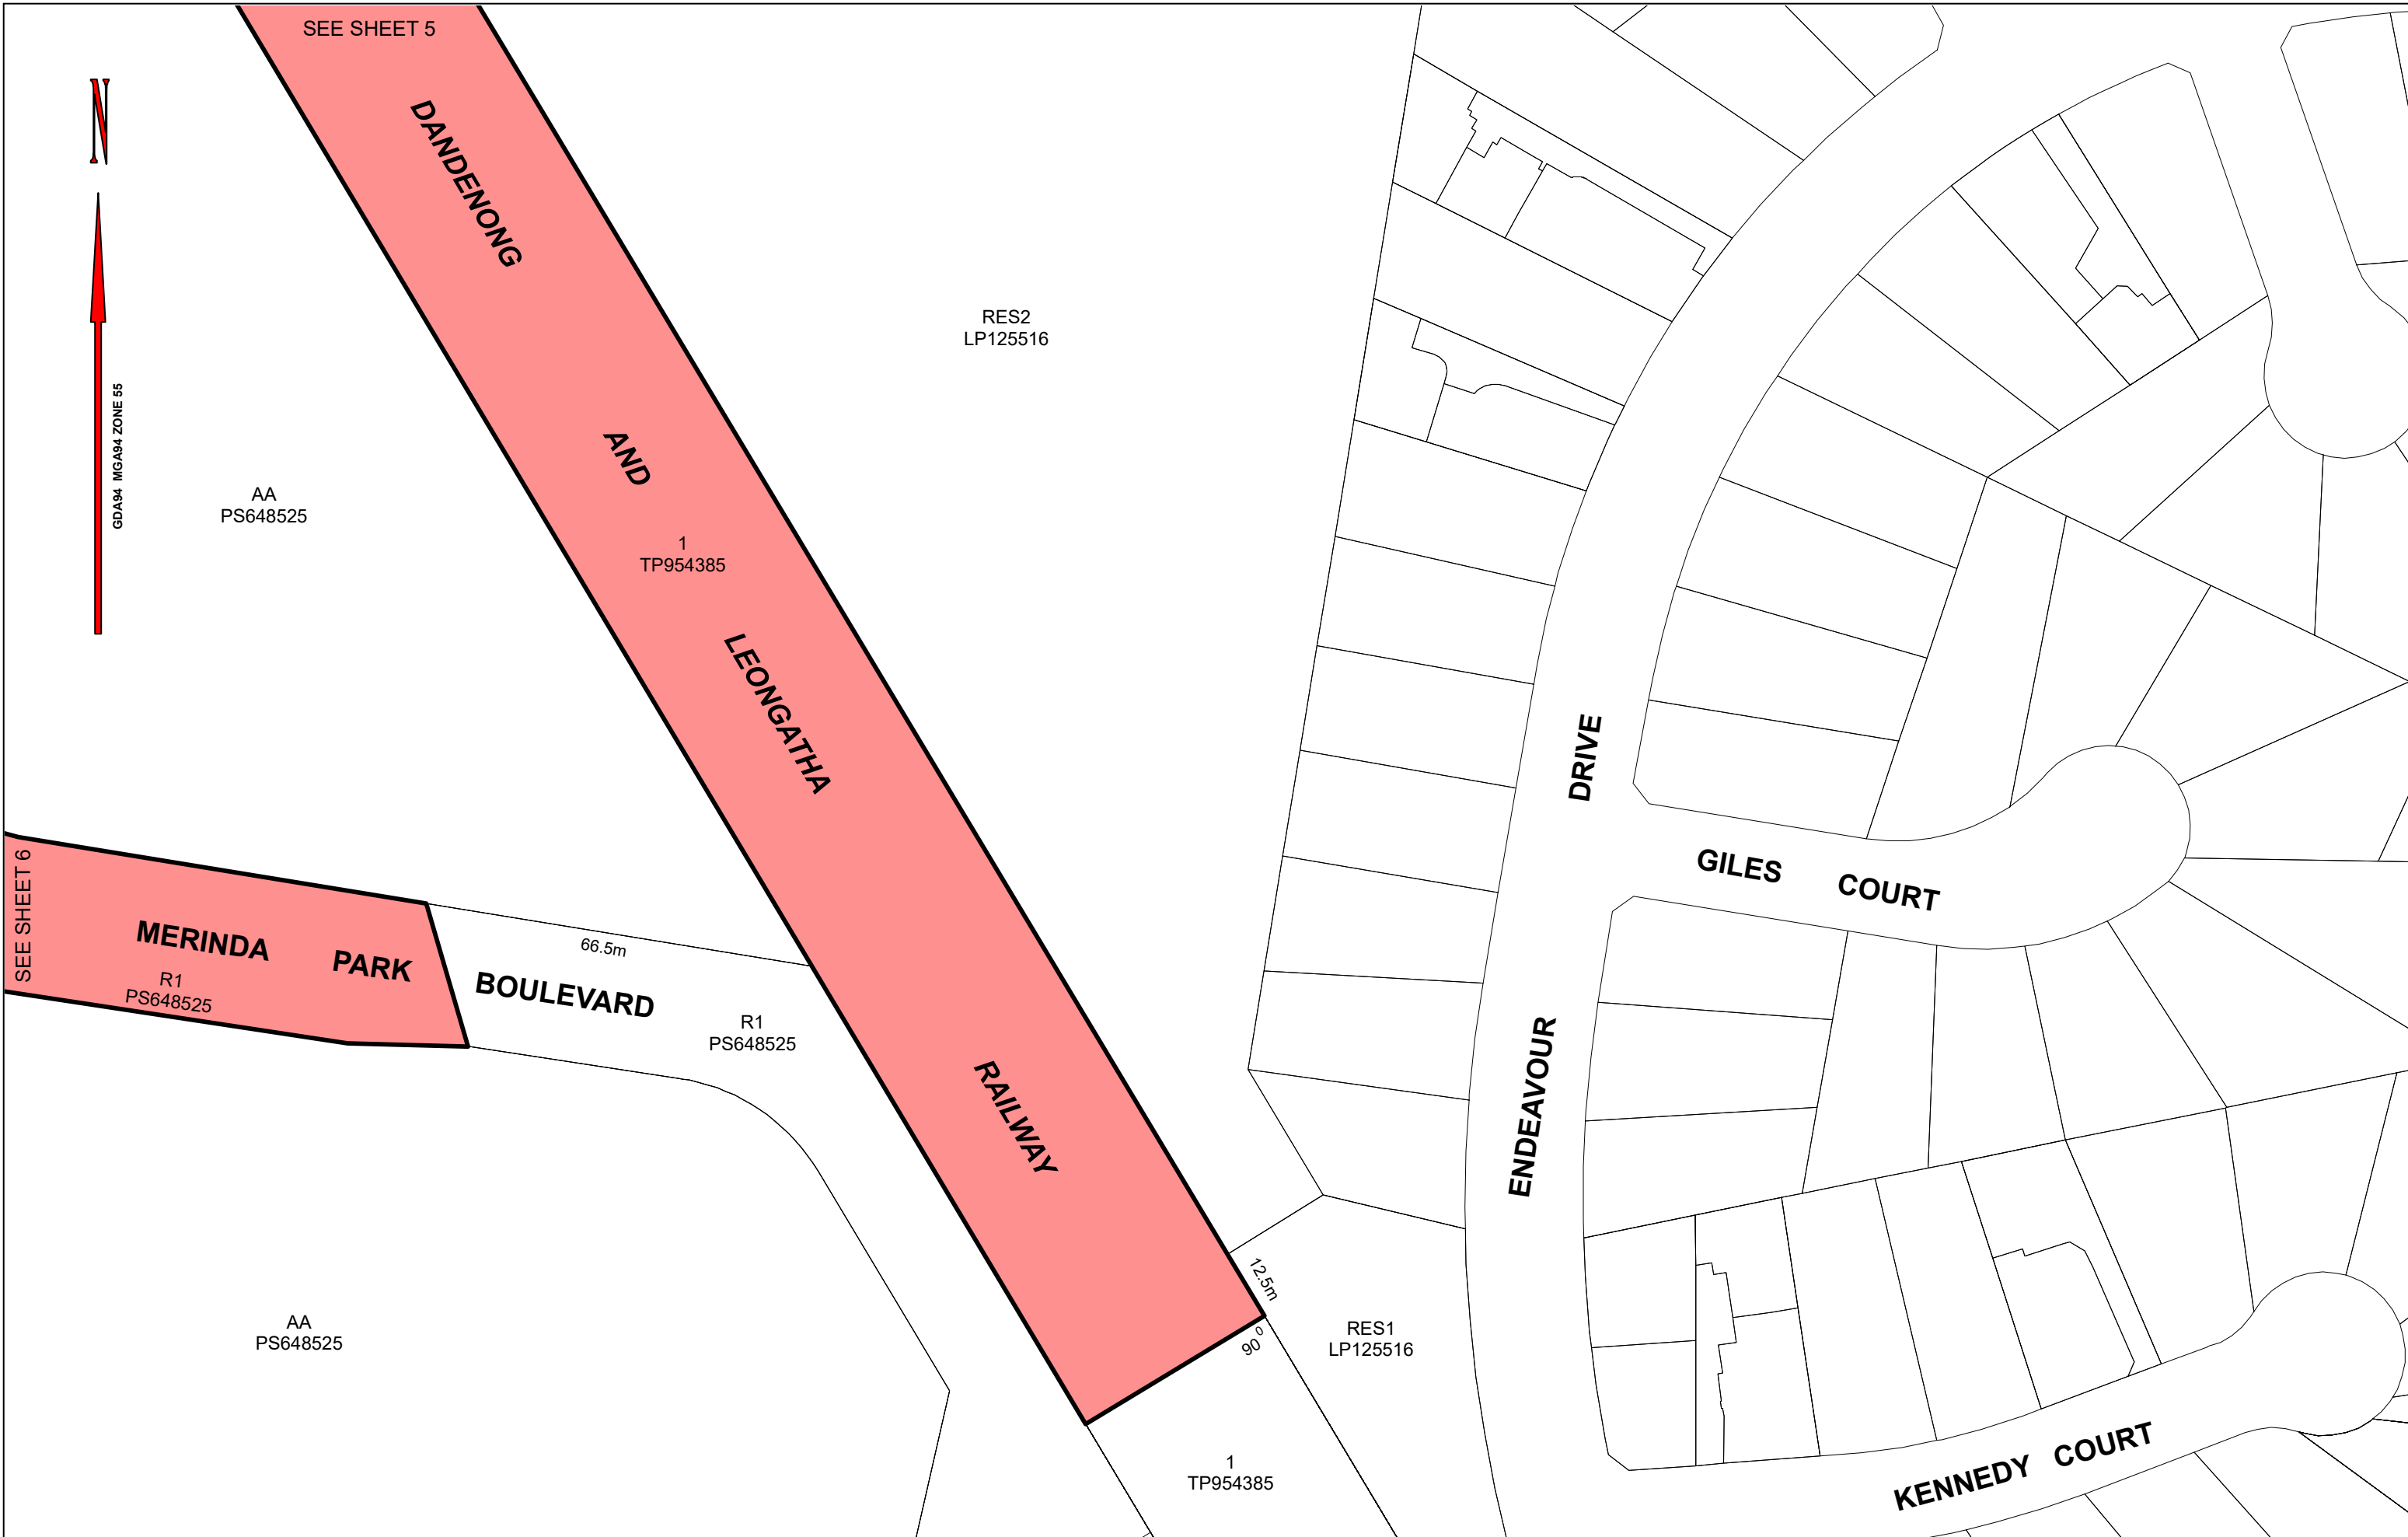 SEE SHEET 5
N
GDA94 MGA94 ZONE 55
DANDENONG
AND
LEONGATHA
RAILWAY
1
TP954385
RES2
LP125516
AA
PS648525
SEE SHEET 6
MERINDA PARK BOULEVARD
R1
PS648525
66.5m
R1
PS648525
AA
PS648525
12.5m
90°
RES1
LP125516
1
TP954385
ENDEAVOUR DRIVE
GILES COURT
KENNEDY COURT